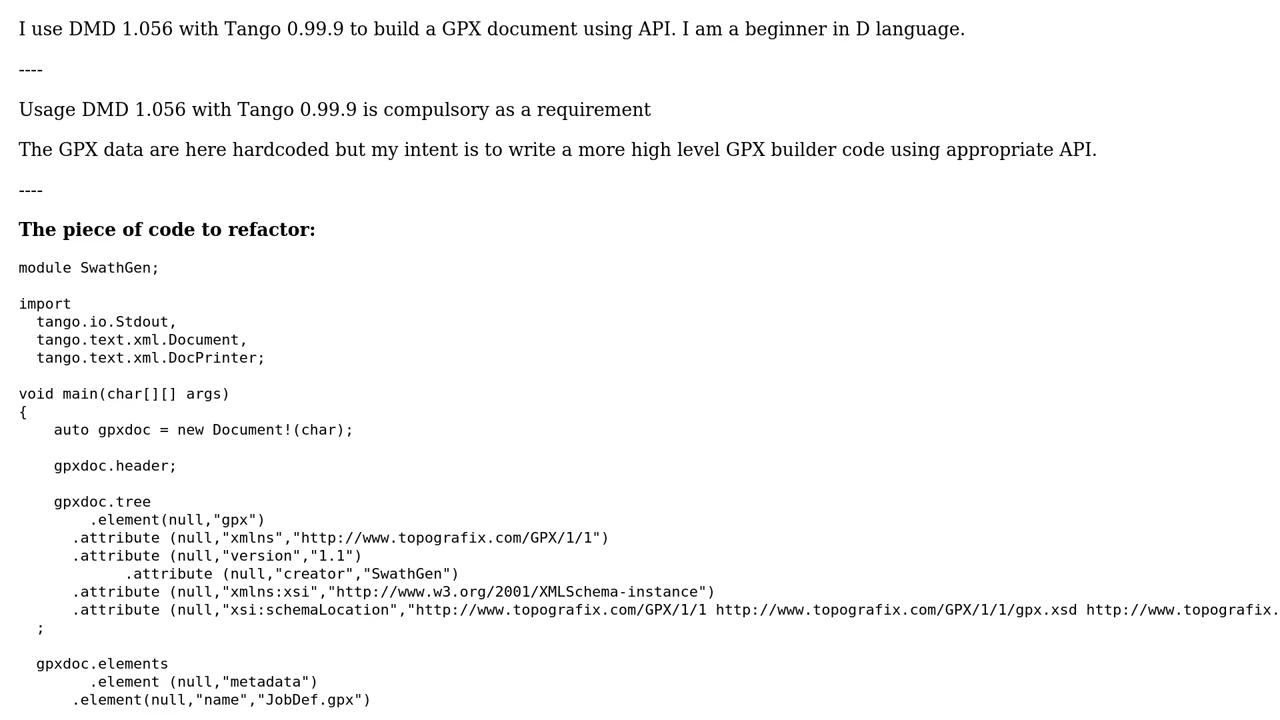 I use DMD 1.056 with Tango 0.99.9 to build a GPX document using API. I am a beginner in D language.
----
Usage DMD 1.056 with Tango 0.99.9 is compulsory as a requirement
The GPX data are here hardcoded but my intent is to write a more high level GPX builder code using appropriate API.
----
The piece of code to refactor:
module SwathGen;
import
  tango.io.Stdout,
  tango.text.xml.Document,
  tango.text.xml.DocPrinter;
void main(char[][] args)
{
    auto gpxdoc = new Document!(char);
    gpxdoc.header;
    gpxdoc.tree
        .element(null,"gpx")
      .attribute (null,"xmlns","http://www.topografix.com/GPX/1/1")
      .attribute (null,"version","1.1")
            .attribute (null,"creator","SwathGen")
      .attribute (null,"xmlns:xsi","http://www.w3.org/2001/XMLSchema-instance")
      .attribute (null,"xsi:schemaLocation","http://www.topografix.com/GPX/1/1 http://www.topografix.com/GPX/1/1/gpx.xsd http://www.topografix.
  ;
  gpxdoc.elements
        .element (null,"metadata")
      .element(null,"name","JobDef.gpx")